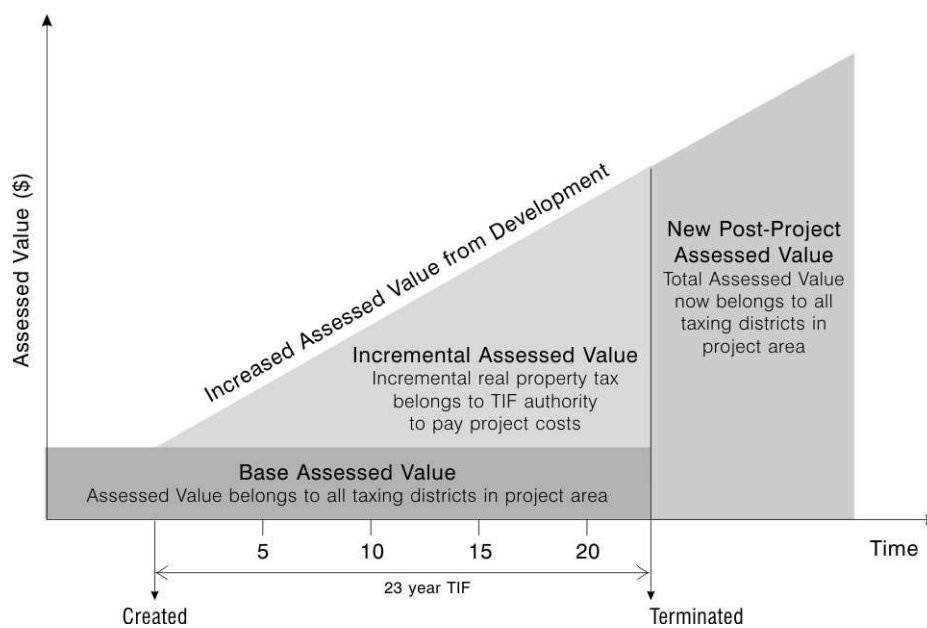 Assessed Value ($)
Increased Assessed Value from Development
New Post-Project
Assessed Value
Total Assessed Value
now belongs to all
taxing districts in
project area
Incremental Assessed Value
Incremental real property tax
belongs to TIF authority
to pay project costs
Base Assessed Value
Assessed Value belongs to all taxing districts in project area
5
10
15
20
Time
23 year TIF
Created
Terminated